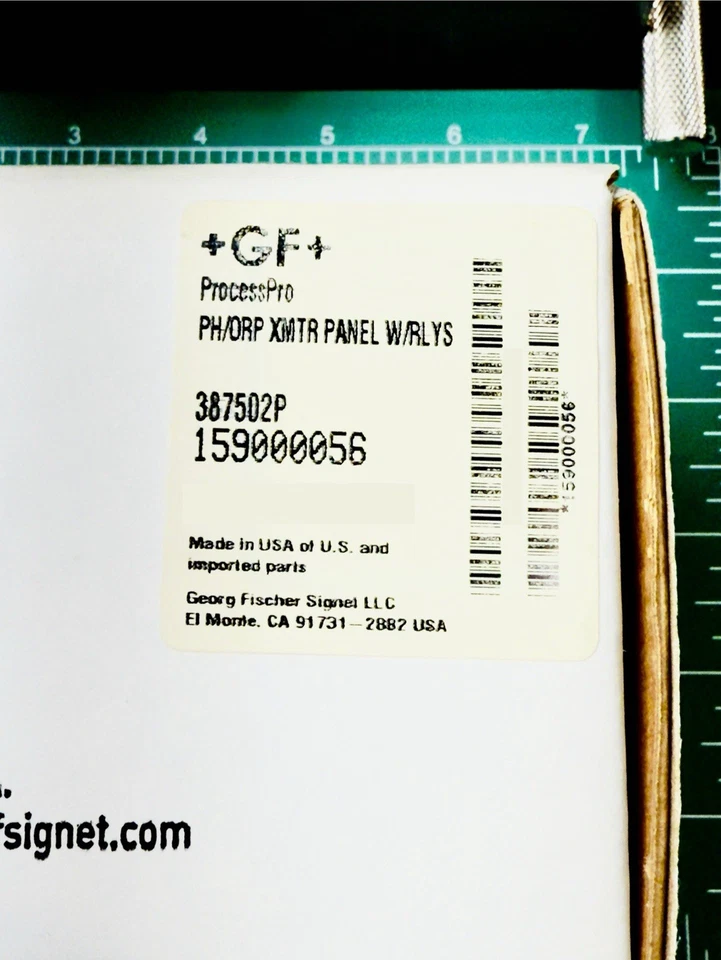 3 4 5 6 7 8
+GF+
ProcessPro
PH/ORP XMTR PANEL W/RLYS
387502P
159000056
*159000056*
Made in USA of U.S. and
imported parts
Georg Fischer Signet LLC
El Monte, CA 91731-2882 USA
fsignet.com